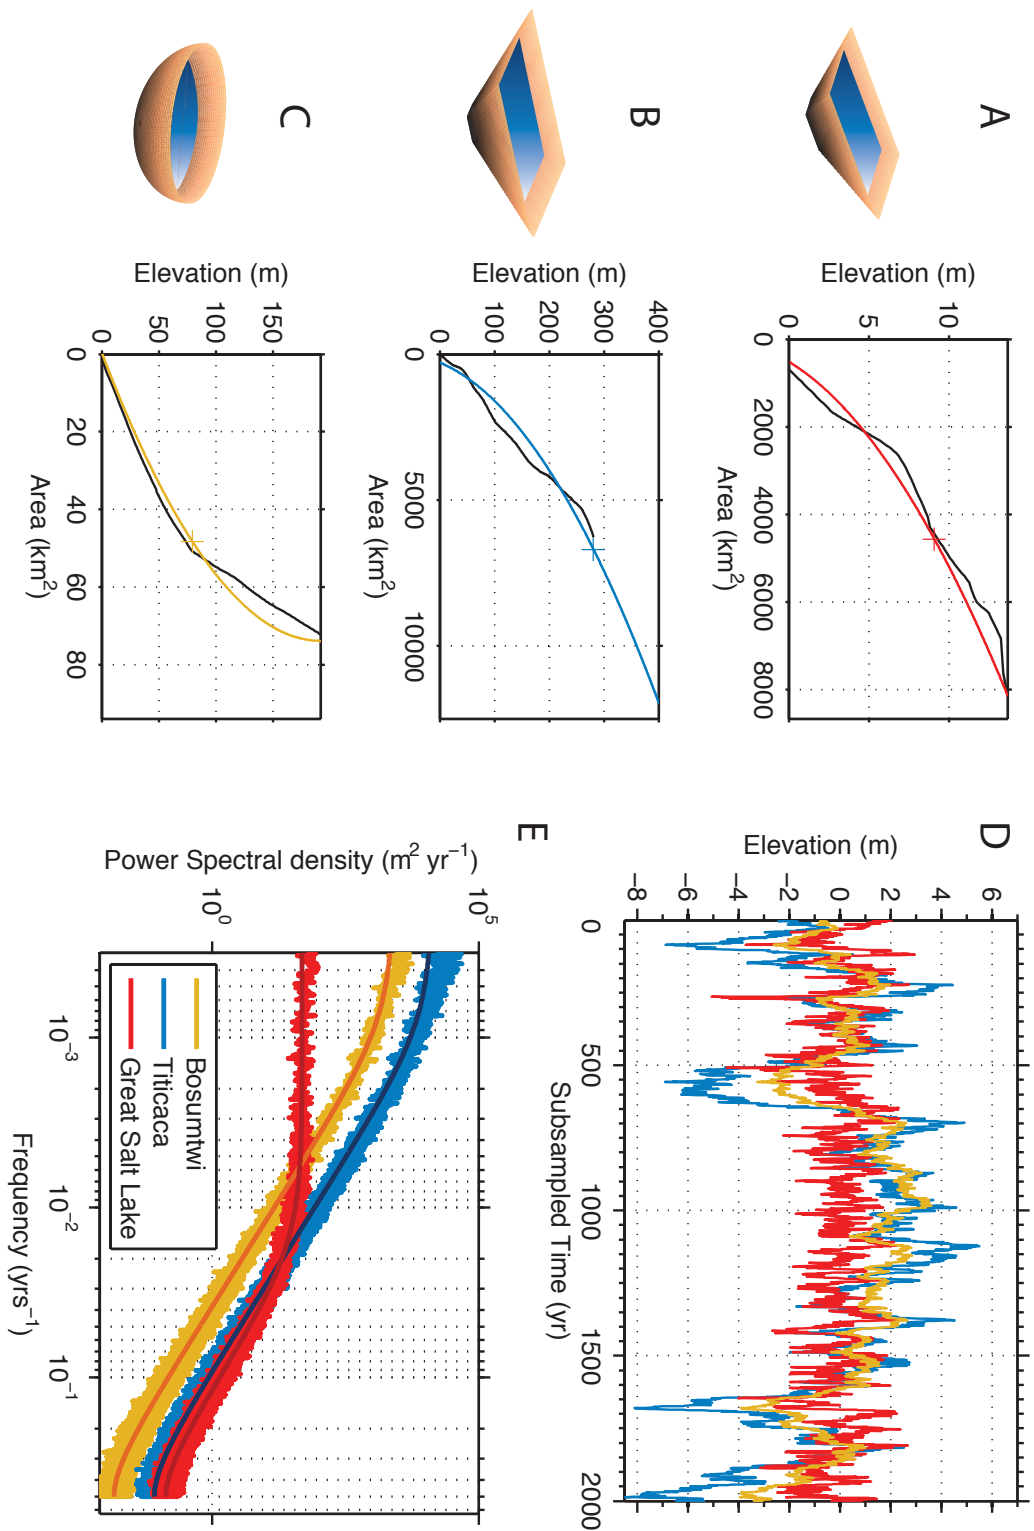 A
Elevation (m)
10
5
0
0
2000
4000
6000
8000
Area (km²)
B
Elevation (m)
400
300
200
100
0
0
5000
10000
Area (km²)
C
Elevation (m)
150
100
50
0
0
20
40
60
80
Area (km²)
D
Elevation (m)
6
4
2
0
−2
−4
−6
−8
0
500
1000
1500
2000
Subsampled Time (yr)
E
Power Spectral density (m² yr⁻¹)
10⁵
10⁰
10⁻³
10⁻²
10⁻¹
Frequency (yrs⁻¹)
Bosumtwi
Titicaca
Great Salt Lake